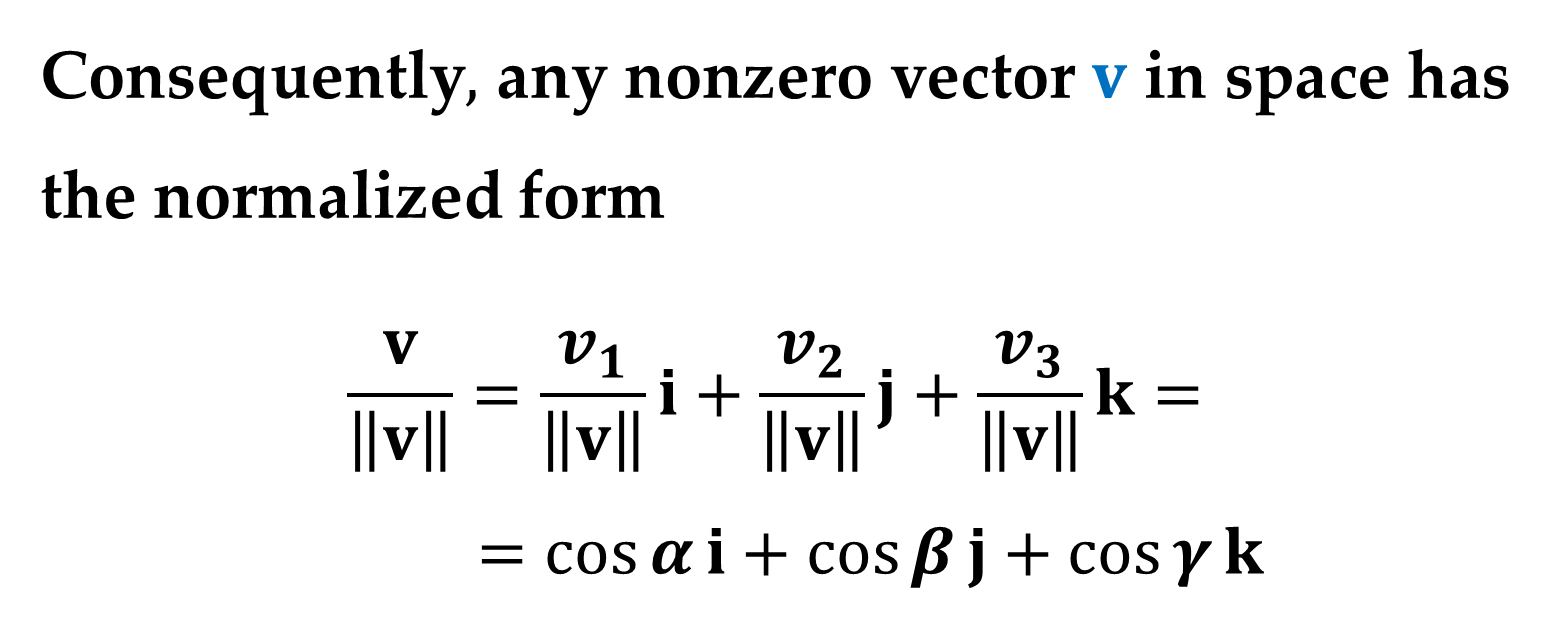 Consequently, any nonzero vector v in space has
the normalized form
v/‖v‖ = v₁/‖v‖ i + v₂/‖v‖ j + v₃/‖v‖ k =
= cos α i + cos β j + cos γ k